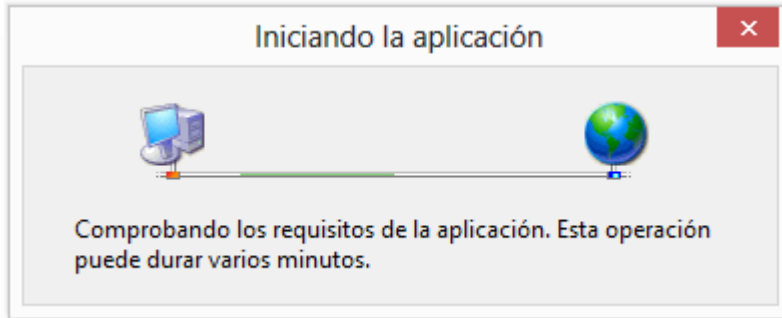 Iniciando la aplicación
Comprobando los requisitos de la aplicación. Esta operación
puede durar varios minutos.